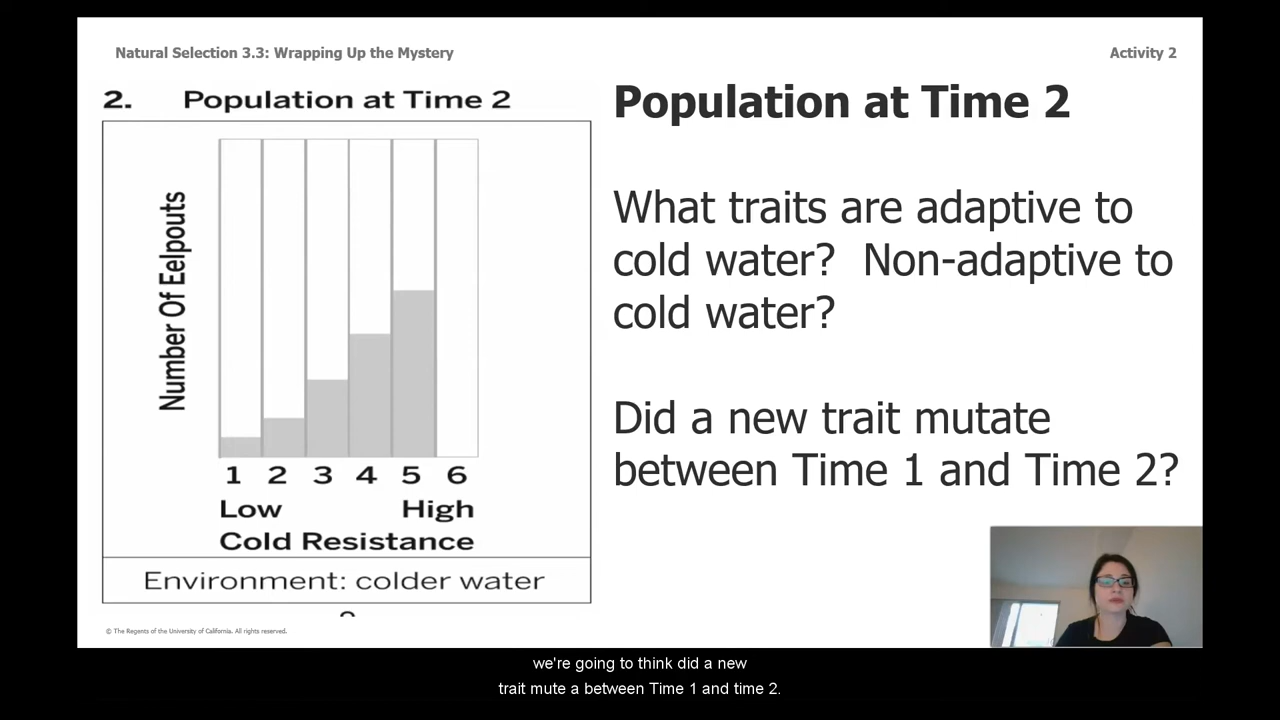 Natural Selection 3.3: Wrapping Up the Mystery
Activity 2
2. Population at Time 2
Number Of Eelpouts
1 2 3 4 5 6
Low High
Cold Resistance
Environment: colder water
Population at Time 2
What traits are adaptive to
cold water? Non-adaptive to
cold water?
Did a new trait mutate
between Time 1 and Time 2?
© The Regents of the University of California. All rights reserved.
we're going to think did a new
trait mute a between Time 1 and time 2.